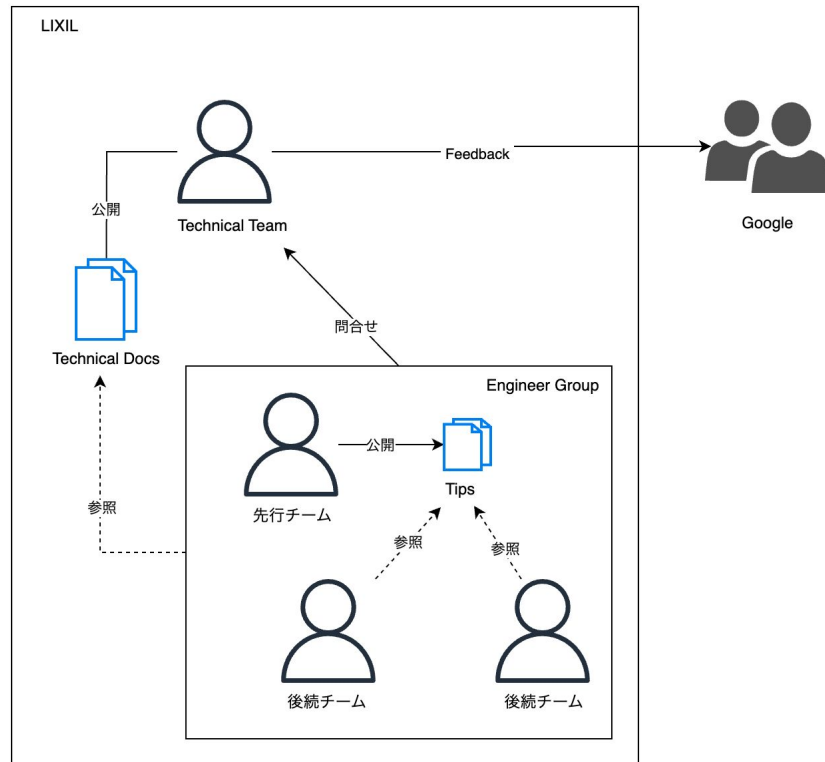 LIXIL
Feedback
公開
Technical Team
Google
問合せ
Technical Docs
Engineer Group
公開
Tips
参照
先行チーム
参照
参照
後続チーム
後続チーム